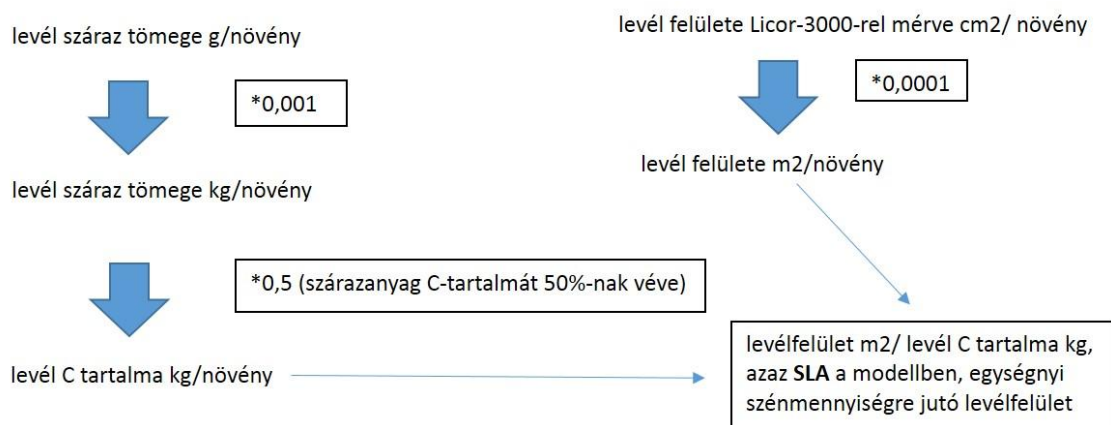 levél száraz tömege g/növény
*0,001
levél száraz tömege kg/növény
*0,5 (szárazanyag C-tartalmát 50%-nak véve)
levél C tartalma kg/növény
levél felülete Licor-3000-rel mérve cm2/ növény
*0,0001
levél felülete m2/növény
levélfelület m2/ levél C tartalma kg,
azaz SLA a modellben, egységnyi
szénmennyiségre jutó levélfelület